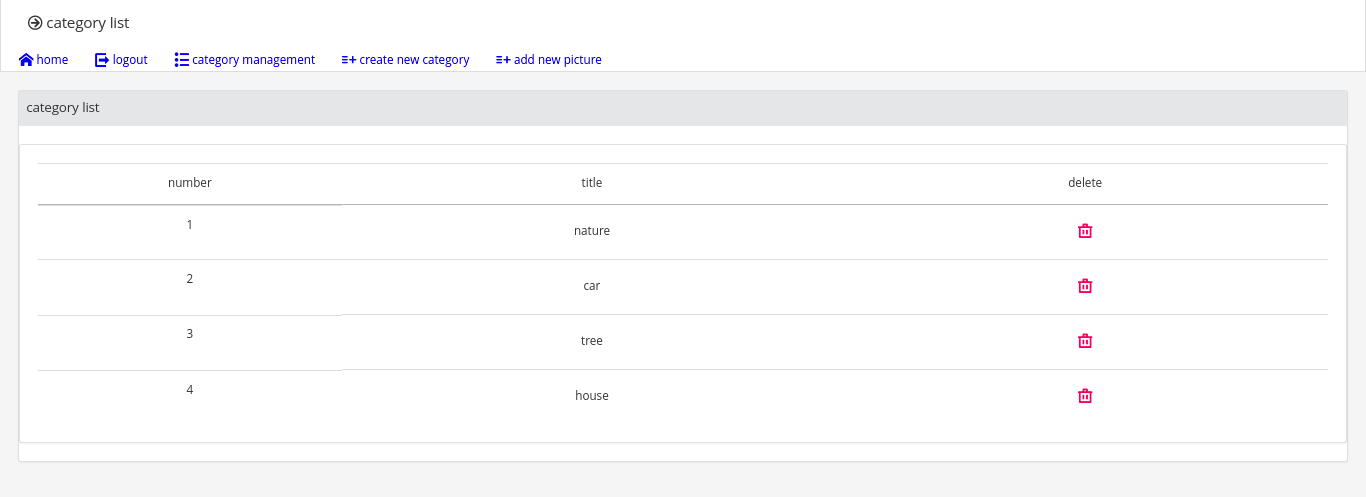 category list
home logout category management create new category add new picture
category list
number title delete
1 nature
2 car
3 tree
4 house